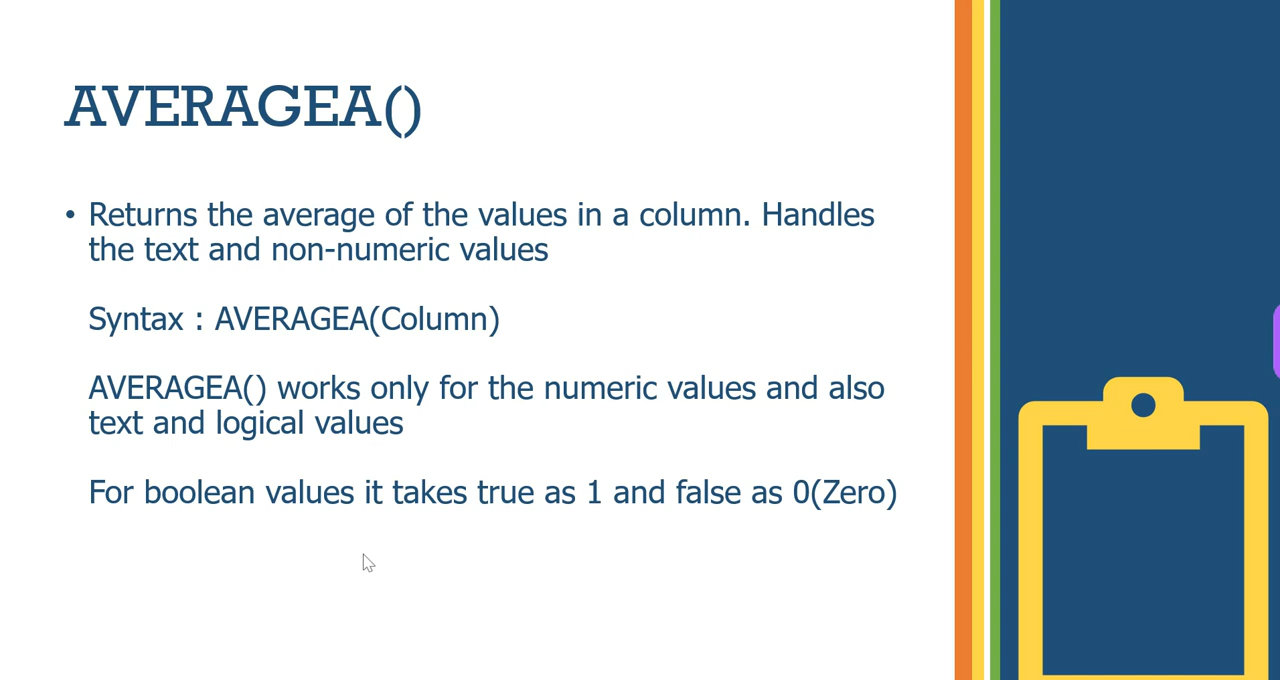 AVERAGEA()
• Returns the average of the values in a column. Handles
the text and non-numeric values
Syntax : AVERAGEA(Column)
AVERAGEA() works only for the numeric values and also
text and logical values
For boolean values it takes true as 1 and false as 0(Zero)